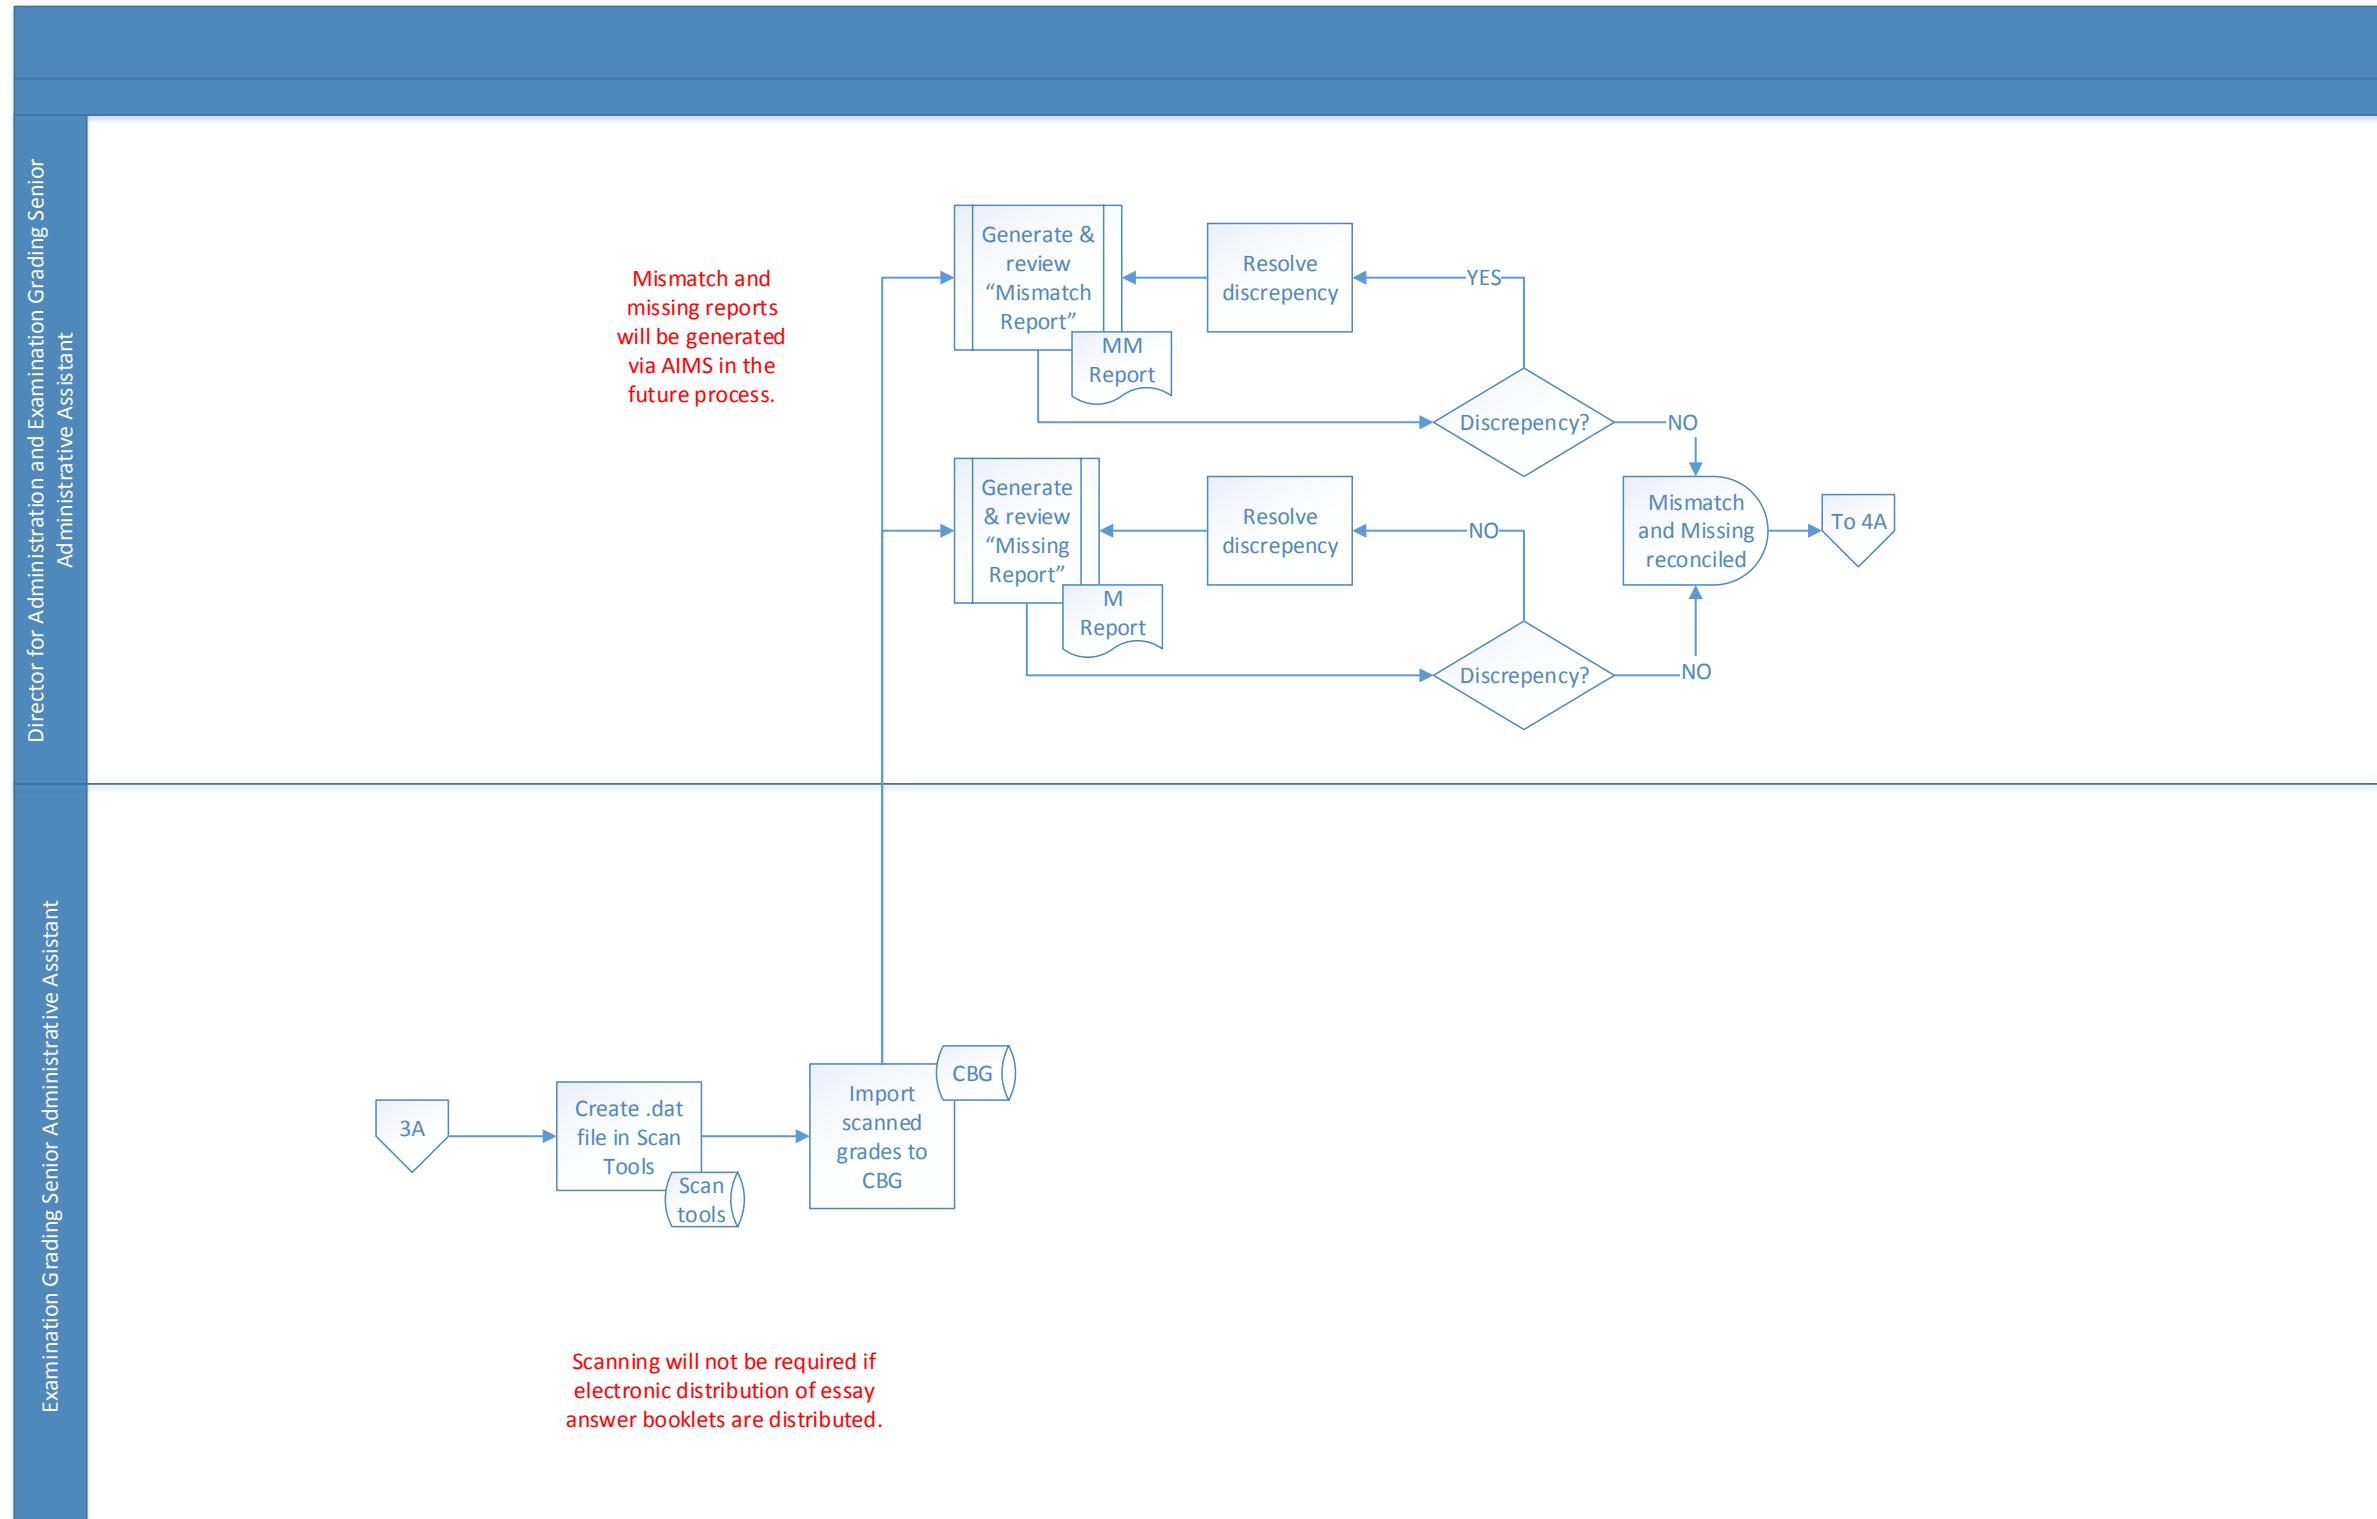 Director for Administration and Examination Grading Senior
Administrative Assistant
Mismatch and
missing reports
will be generated
via AIMS in the
future process.
Generate &
review
“Mismatch
Report”
MM
Report
Resolve
discrepency
YES
Discrepency?
NO
Generate
& review
“Missing
Report”
M
Report
Resolve
discrepency
NO
Discrepency?
NO
Mismatch
and Missing
reconciled
To 4A
Examination Grading Senior Administrative Assistant
3A
Create .dat
file in Scan
Tools
Scan
tools
Import
scanned
grades to
CBG
CBG
Scanning will not be required if
electronic distribution of essay
answer booklets are distributed.